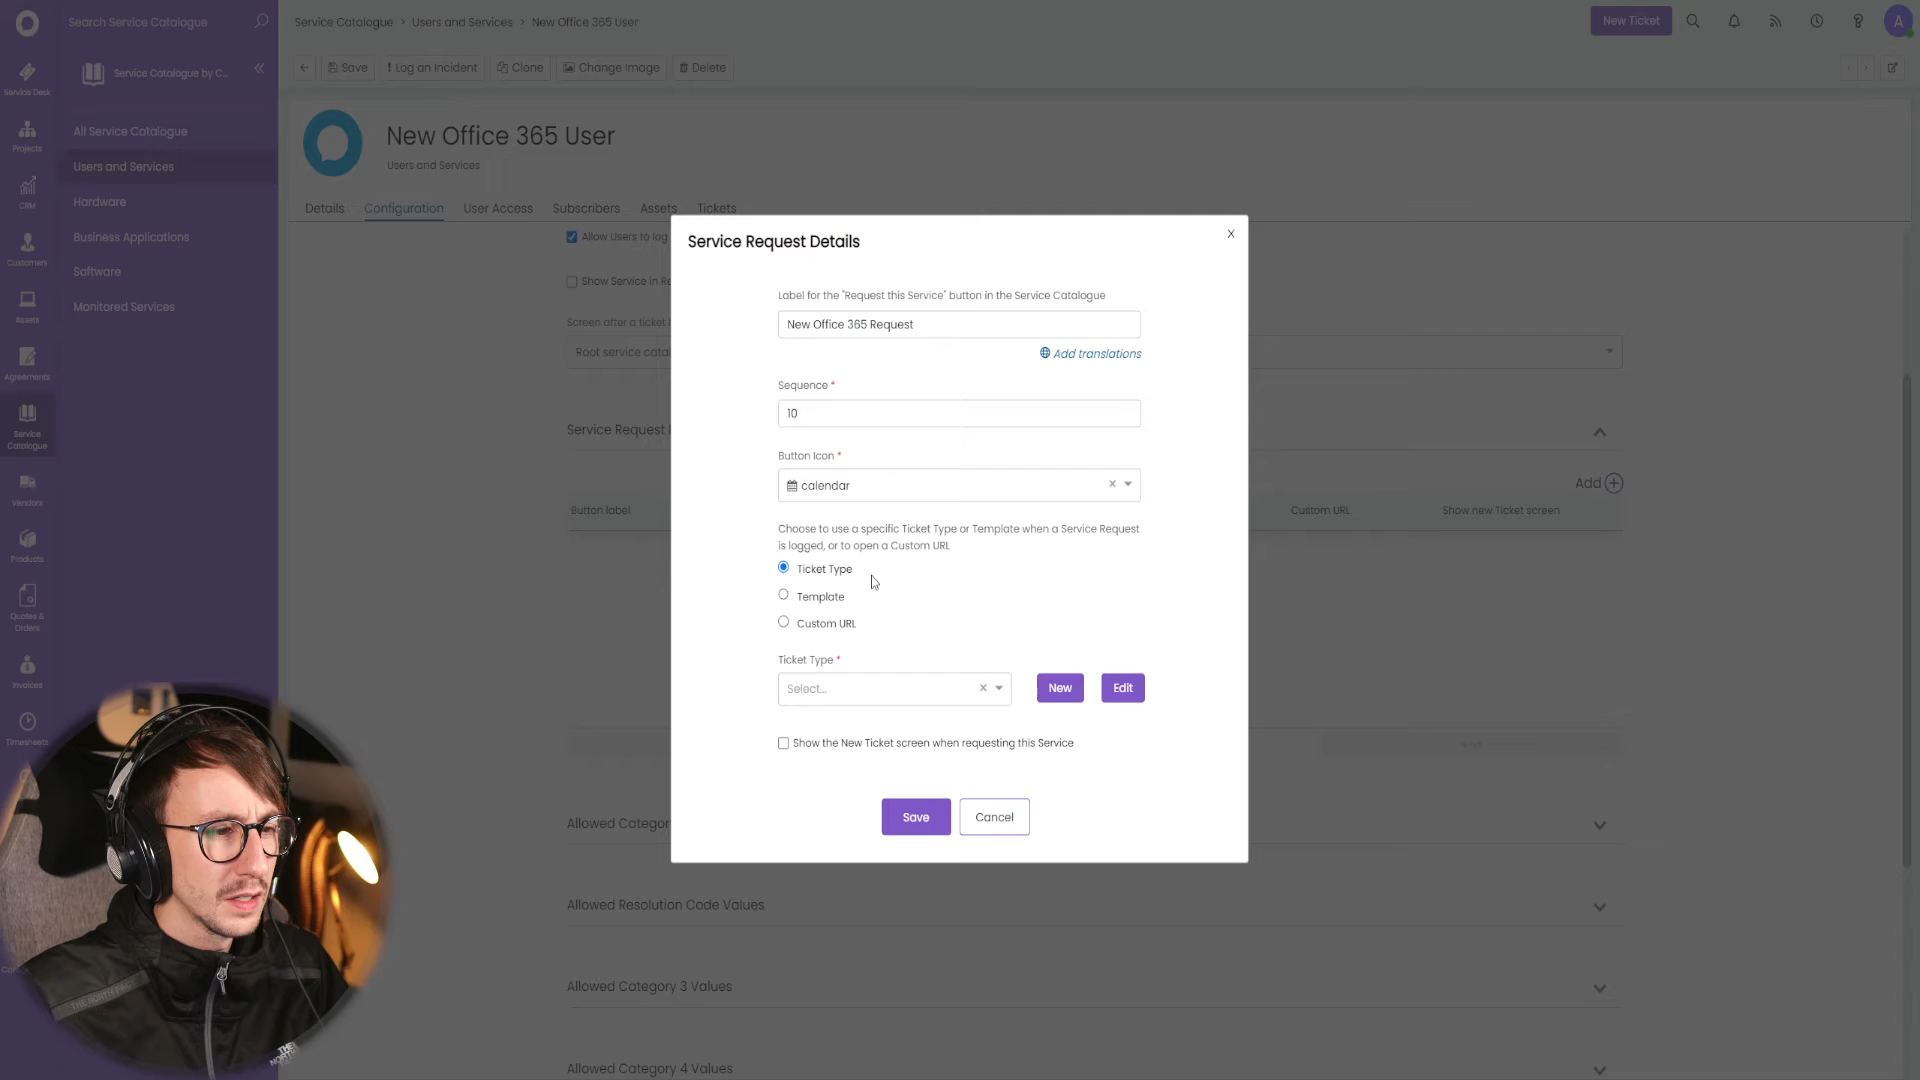 Search Service Catalogue
Service Catalogue > Users and Services > New Office 365 User
New Ticket
A
Service Desk
Service Catalogue by C...
Save
Log an Incident
Clone
Change Image
Delete
Projects
All Service Catalogue
Users and Services
Hardware
Business Applications
Software
Monitored Services
CRM
Customers
Assets
Agreements
Service
Catalogue
Vendors
Products
Quotes &
Orders
Invoices
Timesheets
New Office 365 User
Users and Services
Details
Configuration
User Access
Subscribers
Assets
Tickets
Allow Users to log
Show Service in Re
Screen after a ticket
Root service cata
Service Request
Add
Button label
Custom URL
Show new Ticket screen
Service Request Details
X
Label for the "Request this Service" button in the Service Catalogue
New Office 365 Request
Add translations
Sequence *
10
Button Icon *
calendar
Choose to use a specific Ticket Type or Template when a Service Request
is logged, or to open a Custom URL
Ticket Type
Template
Custom URL
Ticket Type *
Select...
New
Edit
Show the New Ticket screen when requesting this Service
Save
Cancel
Allowed Categor
Allowed Resolution Code Values
Allowed Category 3 Values
Allowed Category 4 Values
THE NORTH FACE
THE
NORTH